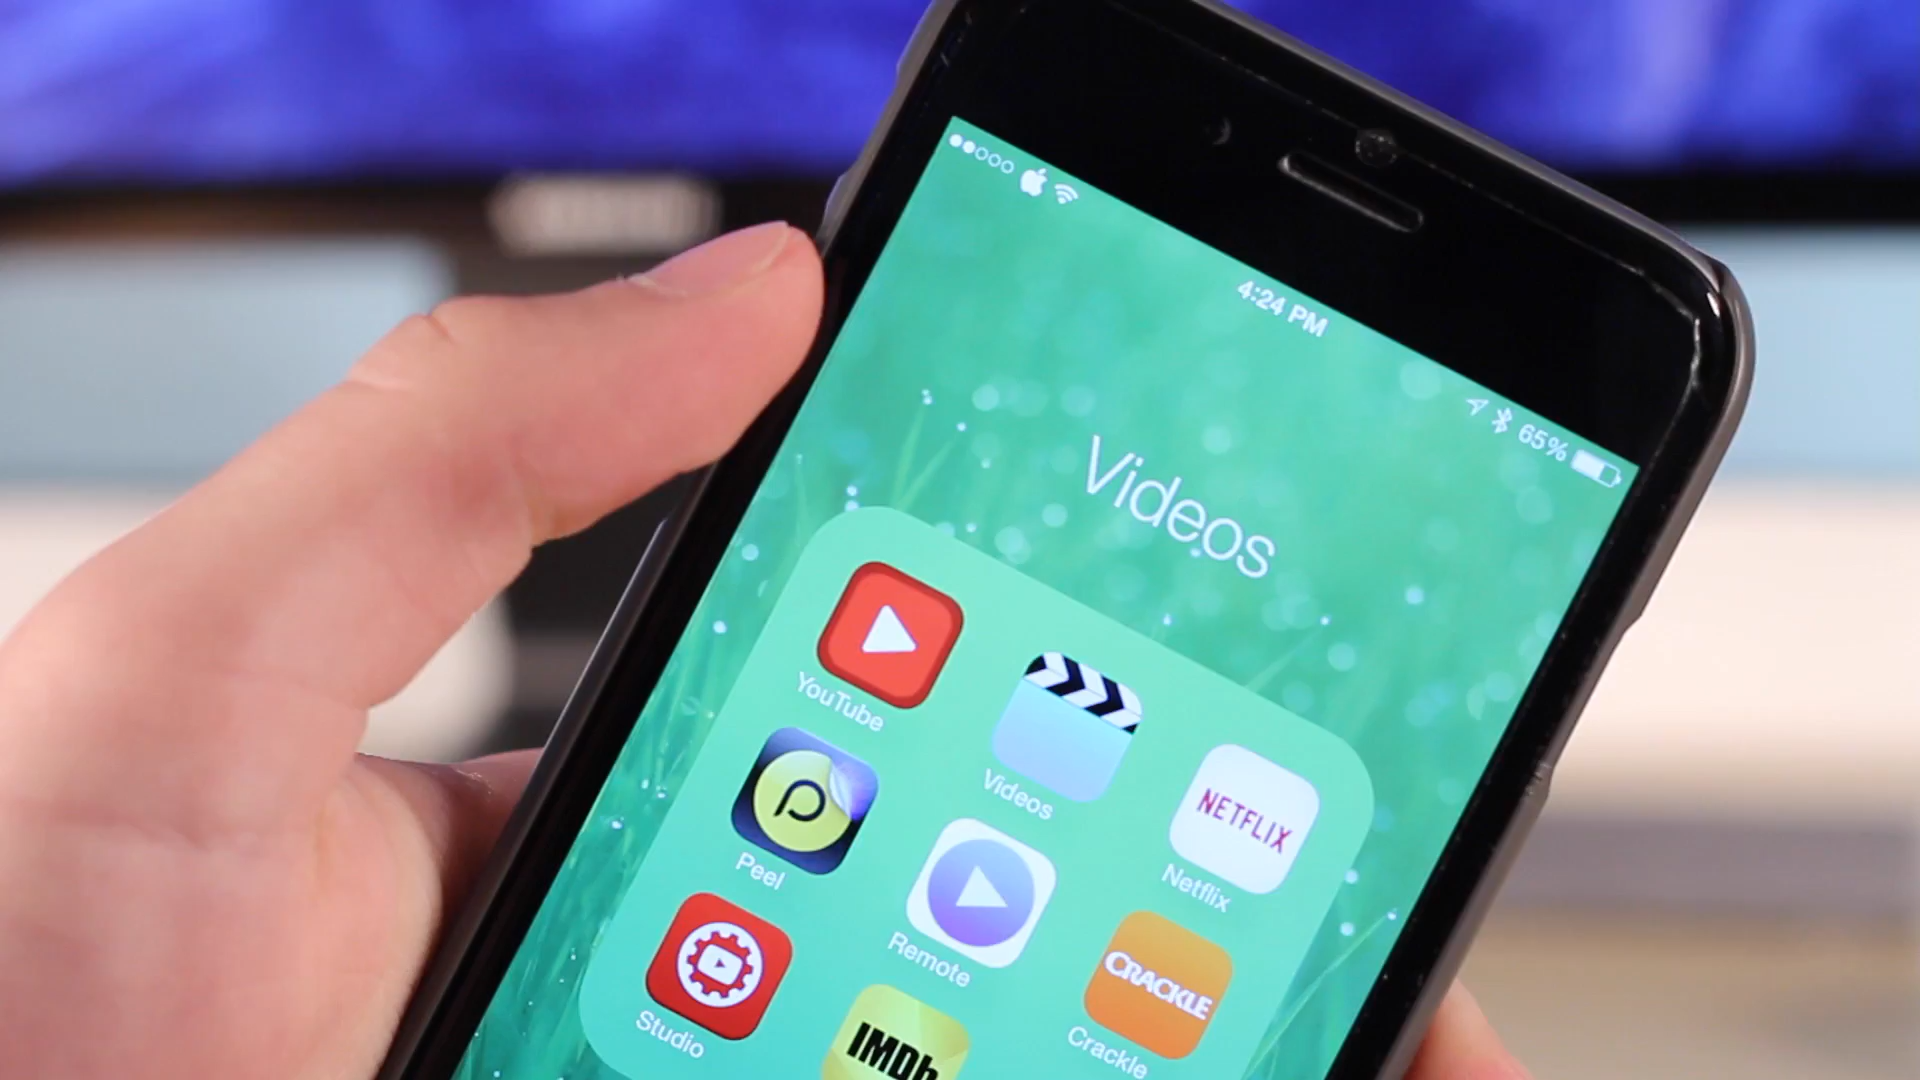 4:24 PM
65%
Videos
YouTube
Videos
NETFLIX
Netflix
P
Peel
Remote
CRACKLE
Crackle
Studio
IMDb